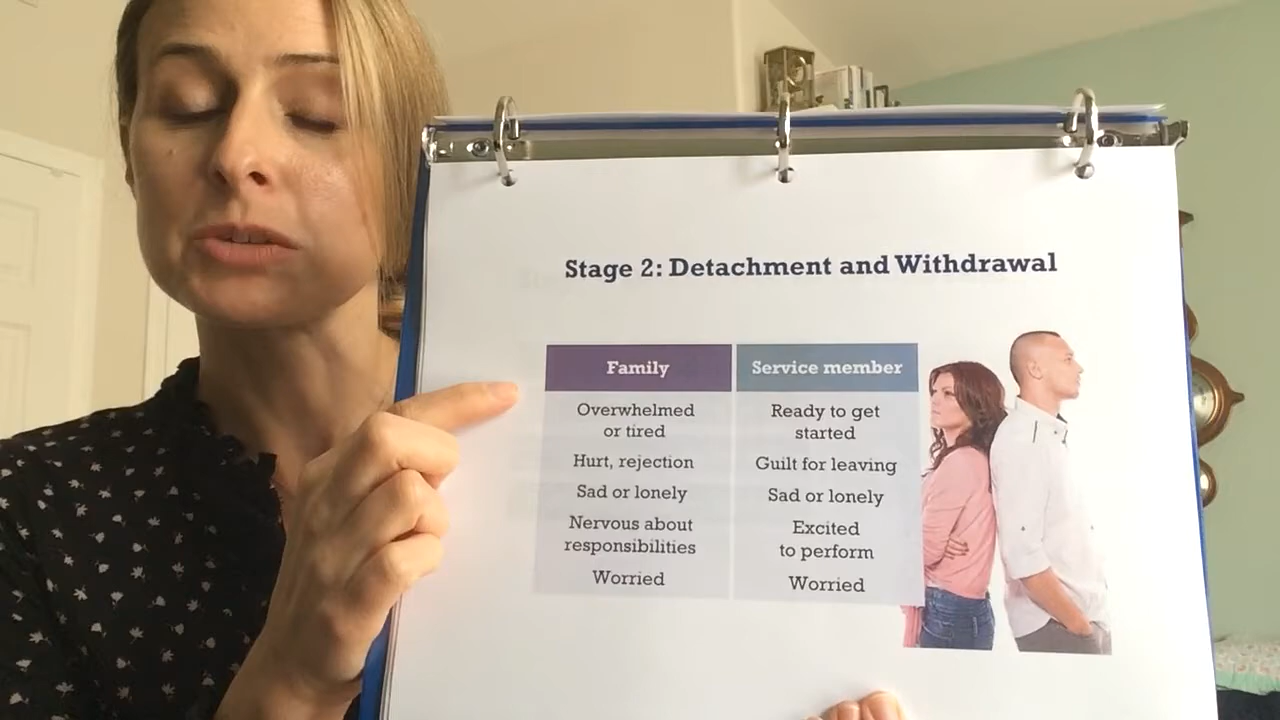 Stage 2: Detachment and Withdrawal
Family
Overwhelmed
or tired
Hurt, rejection
Sad or lonely
Nervous about
responsibilities
Worried
Service member
Ready to get
started
Guilt for leaving
Sad or lonely
Excited
to perform
Worried